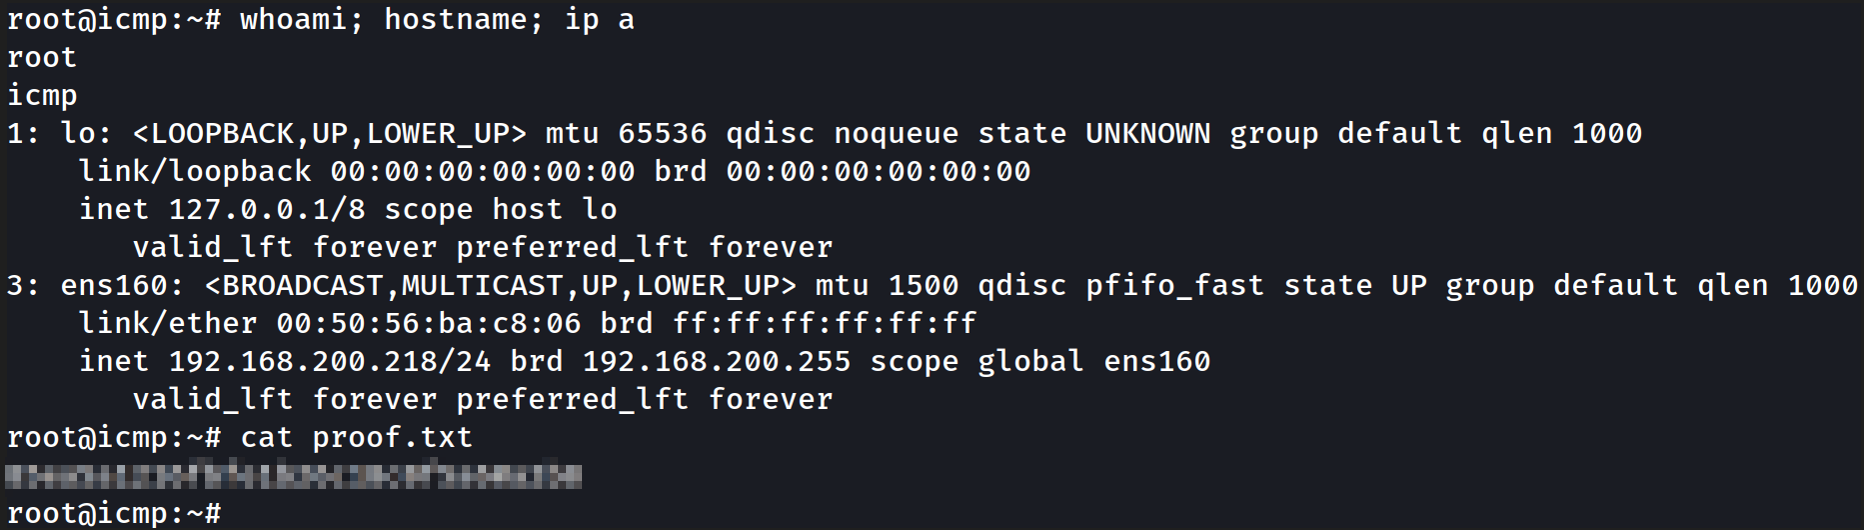 root@icmp:~# whoami; hostname; ip a
root
icmp
1: lo: <LOOPBACK,UP,LOWER_UP> mtu 65536 qdisc noqueue state UNKNOWN group default qlen 1000
    link/loopback 00:00:00:00:00:00 brd 00:00:00:00:00:00
    inet 127.0.0.1/8 scope host lo
       valid_lft forever preferred_lft forever
3: ens160: <BROADCAST,MULTICAST,UP,LOWER_UP> mtu 1500 qdisc pfifo_fast state UP group default qlen 1000
    link/ether 00:50:56:ba:c8:06 brd ff:ff:ff:ff:ff:ff
    inet 192.168.200.218/24 brd 192.168.200.255 scope global ens160
       valid_lft forever preferred_lft forever
root@icmp:~# cat proof.txt
root@icmp:~#